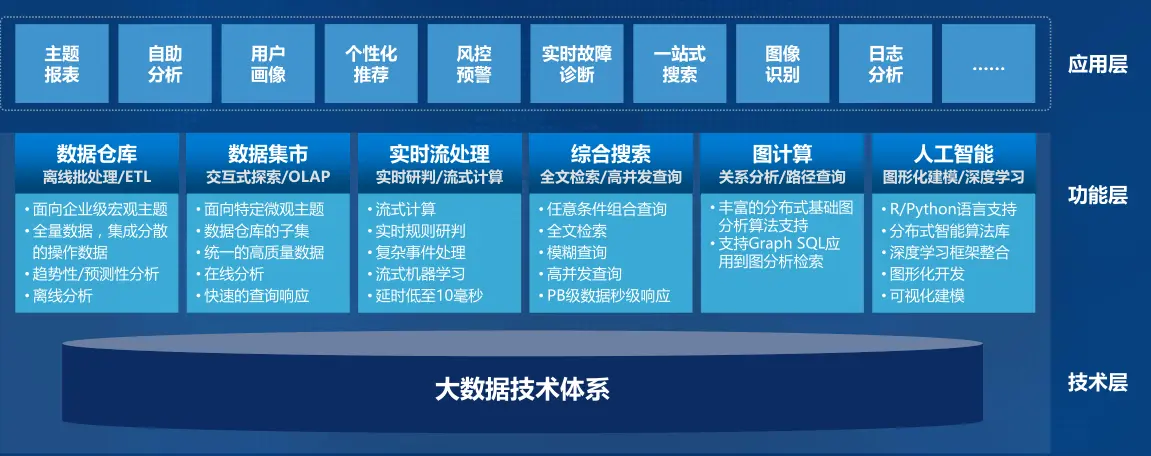 主题
报表
自助
分析
用户
画像
个性化
推荐
风控
预警
实时故障
诊断
一站式
搜索
图像
识别
日志
分析
······
应用层
数据仓库
离线批处理/ETL
• 面向企业级宏观主题
• 全量数据，集成分散
的操作数据
• 趋势性/预测性分析
• 离线分析
数据集市
交互式探索/OLAP
• 面向特定微观主题
• 数据仓库的子集
• 统一的高质量数据
• 在线分析
• 快速的查询响应
实时流处理
实时研判/流式计算
• 流式计算
• 实时规则研判
• 复杂事件处理
• 流式机器学习
• 延时低至10毫秒
综合搜索
全文检索/高并发查询
• 任意条件组合查询
• 全文检索
• 模糊查询
• 高并发查询
• PB级数据秒级响应
图计算
关系分析/路径查询
• 丰富的分布式基础图
分析算法支持
• 支持Graph SQL应
用到图分析检索
人工智能
图形化建模/深度学习
• R/Python语言支持
• 分布式智能算法库
• 深度学习框架整合
• 图形化开发
• 可视化建模
功能层
大数据技术体系
技术层